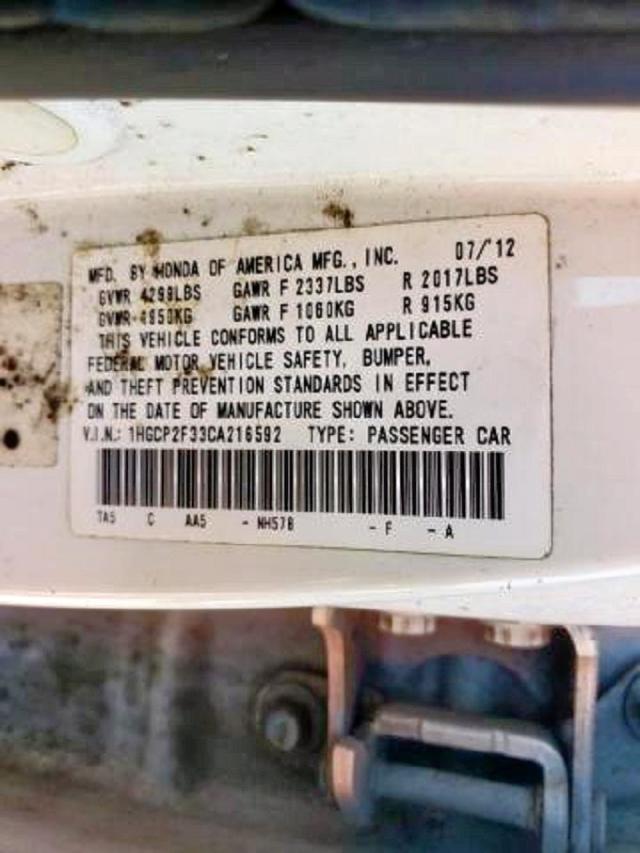 MFD. BY HONDA OF AMERICA MFG., INC. 07/'12
GVWR 4299LBS GAWR F 2337LBS R 2017LBS
GVWR 1950KG GAWR F 1060KG R 915KG
THIS VEHICLE CONFORMS TO ALL APPLICABLE
FEDERAL MOTOR VEHICLE SAFETY, BUMPER,
AND THEFT PREVENTION STANDARDS IN EFFECT
ON THE DATE OF MANUFACTURE SHOWN ABOVE.
V.I.N.: 1HGCP2F33CA216592 TYPE: PASSENGER CAR
TA5 C AA5 - NH578 - F - A